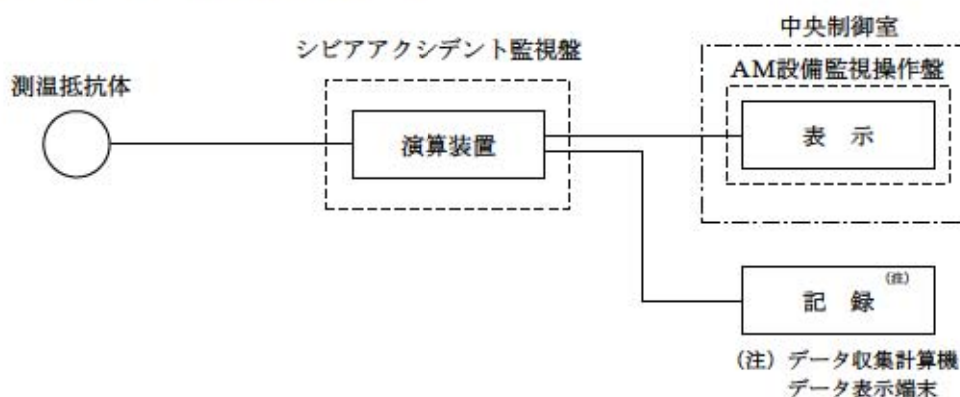 中央制御室
シビアアクシデント監視盤
AM設備監視操作盤
測温抵抗体
演算装置
表 示
記 録 (注)
(注) データ収集計算機
データ表示端末